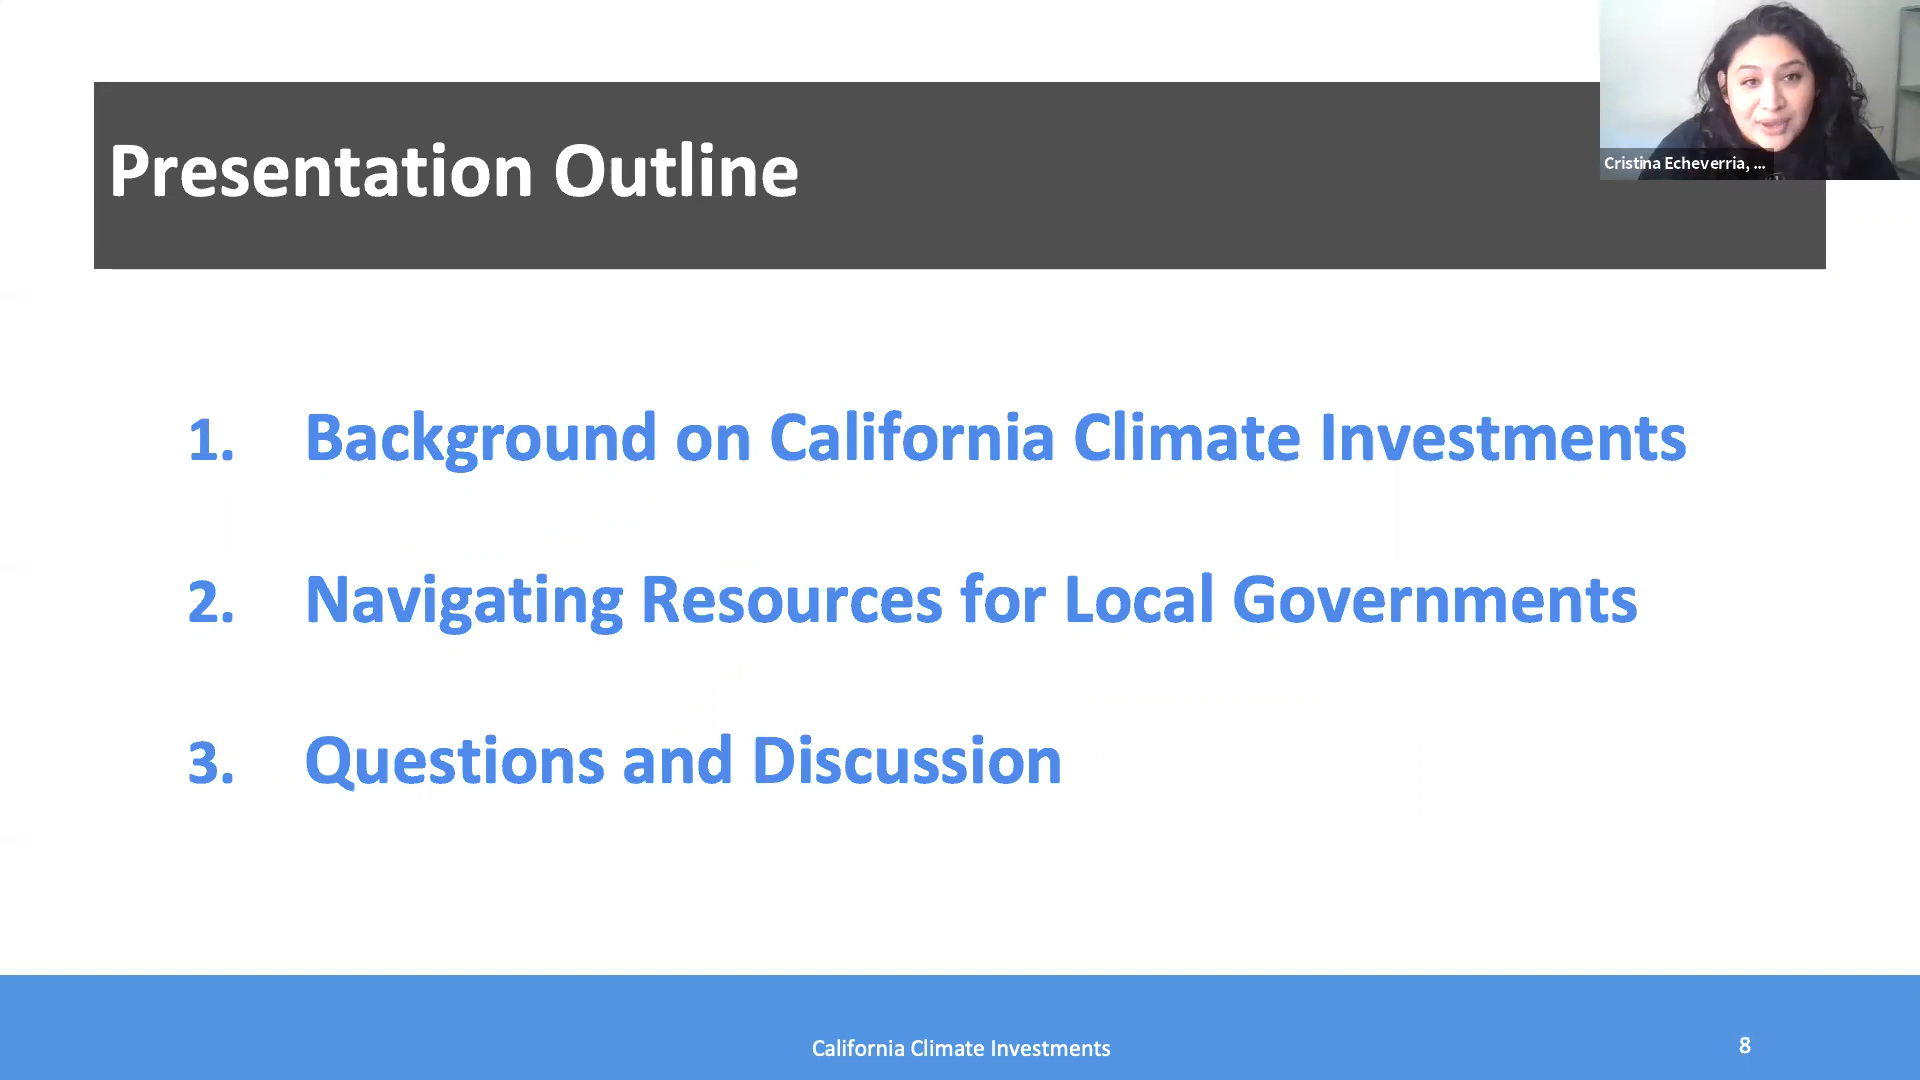 Presentation Outline
Cristina Echeverria, ...
1. Background on California Climate Investments
2. Navigating Resources for Local Governments
3. Questions and Discussion
California Climate Investments
8